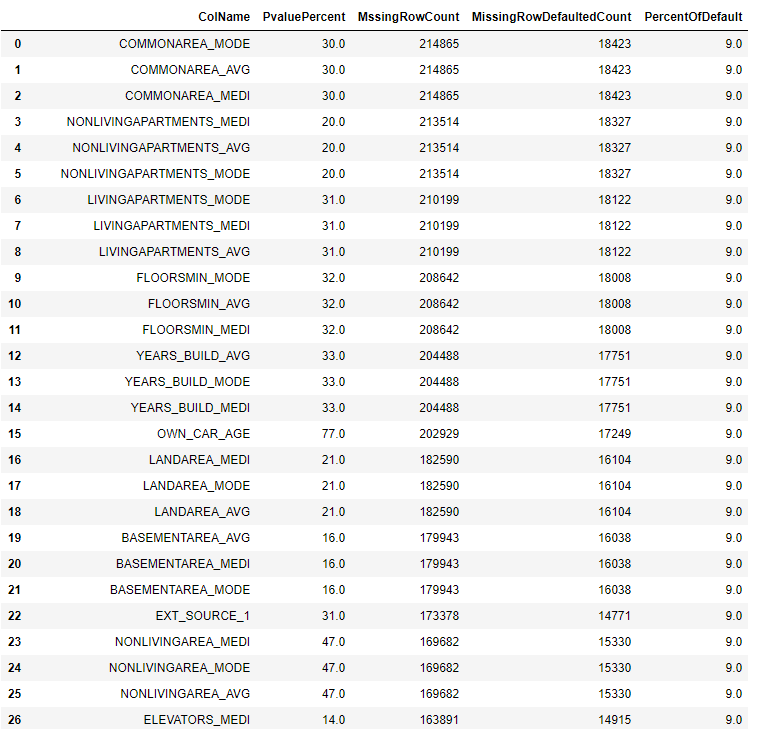 ColName PvaluePercent MssingRowCount MissingRowDefaultedCount PercentOfDefault
0 COMMONAREA_MODE 30.0 214865 18423 9.0
1 COMMONAREA_AVG 30.0 214865 18423 9.0
2 COMMONAREA_MEDI 30.0 214865 18423 9.0
3 NONLIVINGAPARTMENTS_MEDI 20.0 213514 18327 9.0
4 NONLIVINGAPARTMENTS_AVG 20.0 213514 18327 9.0
5 NONLIVINGAPARTMENTS_MODE 20.0 213514 18327 9.0
6 LIVINGAPARTMENTS_MODE 31.0 210199 18122 9.0
7 LIVINGAPARTMENTS_MEDI 31.0 210199 18122 9.0
8 LIVINGAPARTMENTS_AVG 31.0 210199 18122 9.0
9 FLOORSMIN_MODE 32.0 208642 18008 9.0
10 FLOORSMIN_AVG 32.0 208642 18008 9.0
11 FLOORSMIN_MEDI 32.0 208642 18008 9.0
12 YEARS_BUILD_AVG 33.0 204488 17751 9.0
13 YEARS_BUILD_MODE 33.0 204488 17751 9.0
14 YEARS_BUILD_MEDI 33.0 204488 17751 9.0
15 OWN_CAR_AGE 77.0 202929 17249 9.0
16 LANDAREA_MEDI 21.0 182590 16104 9.0
17 LANDAREA_MODE 21.0 182590 16104 9.0
18 LANDAREA_AVG 21.0 182590 16104 9.0
19 BASEMENTAREA_AVG 16.0 179943 16038 9.0
20 BASEMENTAREA_MEDI 16.0 179943 16038 9.0
21 BASEMENTAREA_MODE 16.0 179943 16038 9.0
22 EXT_SOURCE_1 31.0 173378 14771 9.0
23 NONLIVINGAREA_MEDI 47.0 169682 15330 9.0
24 NONLIVINGAREA_MODE 47.0 169682 15330 9.0
25 NONLIVINGAREA_AVG 47.0 169682 15330 9.0
26 ELEVATORS_MEDI 14.0 163891 14915 9.0